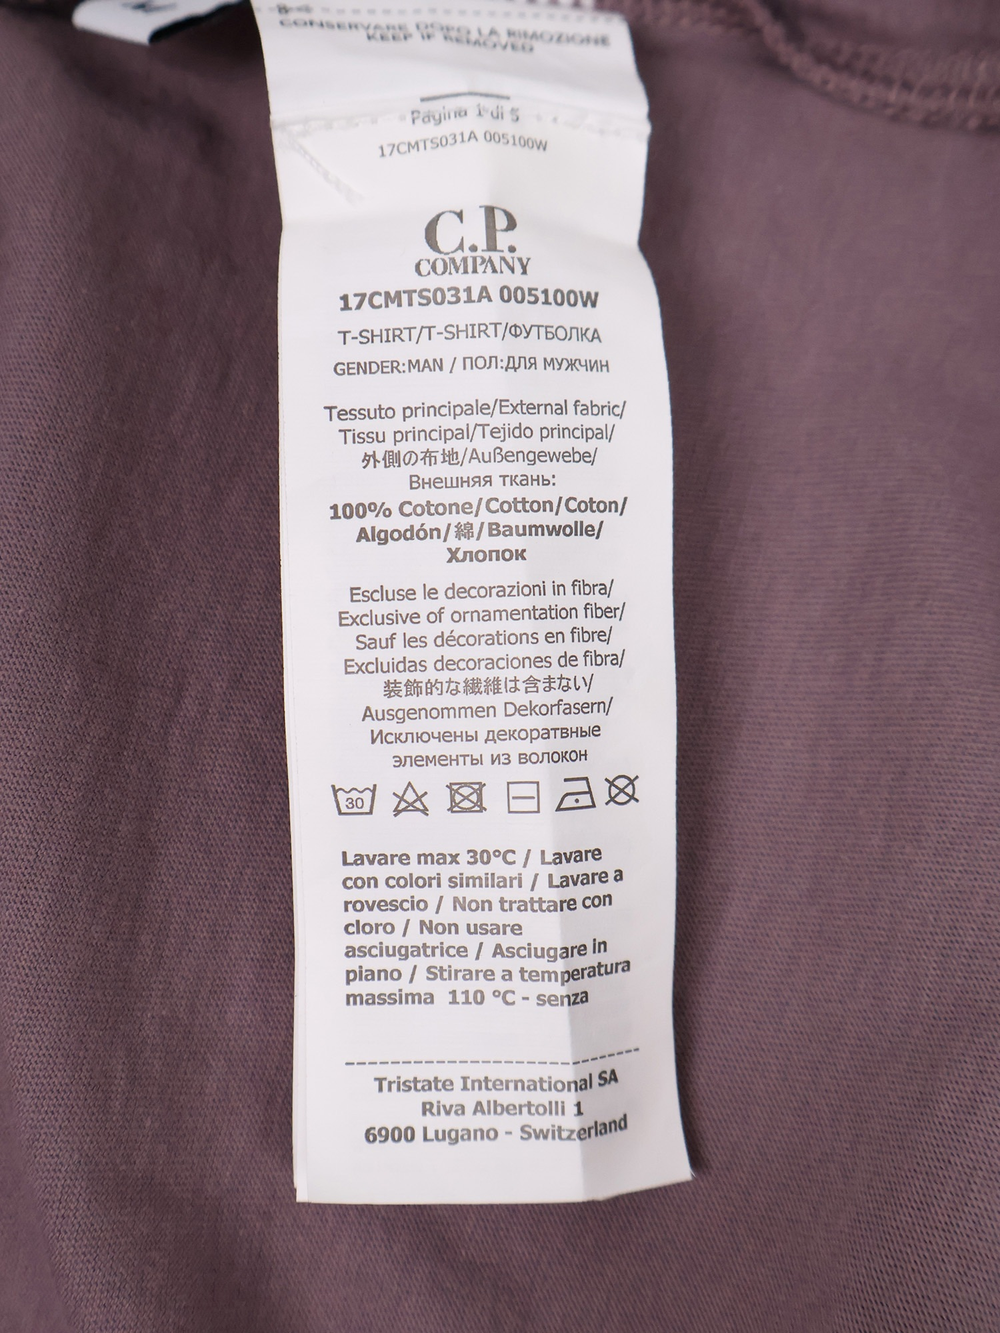 M
CONSERVARE DOPO LA RIMOZIONE
KEEP IF REMOVED
Pagina 1 di 5
17CMTS031A 005100W
C.P.
COMPANY
17CMTS031A 005100W
T-SHIRT/T-SHIRT/ФУТБОЛКА
GENDER:MAN / ПОЛ:ДЛЯ МУЖЧИН
Tessuto principale/External fabric/
Tissu principal/Tejido principal/
外側の布地/Außengewebe/
Внешняя ткань:
100% Cotone/Cotton/Coton/
Algodón/綿/Baumwolle/
Хлопок
Escluse le decorazioni in fibra/
Exclusive of ornamentation fiber/
Sauf les décorations en fibre/
Excluidas decoraciones de fibra/
装飾的な繊維は含まない/
Ausgenommen Dekorfasern/
Исключены декоратвные
элементы из волокон
30
Lavare max 30°C / Lavare
con colori similari / Lavare a
rovescio / Non trattare con
cloro / Non usare
asciugatrice / Asciugare in
piano / Stirare a temperatura
massima 110 °C - senza
Tristate International SA
Riva Albertolli 1
6900 Lugano - Switzerland